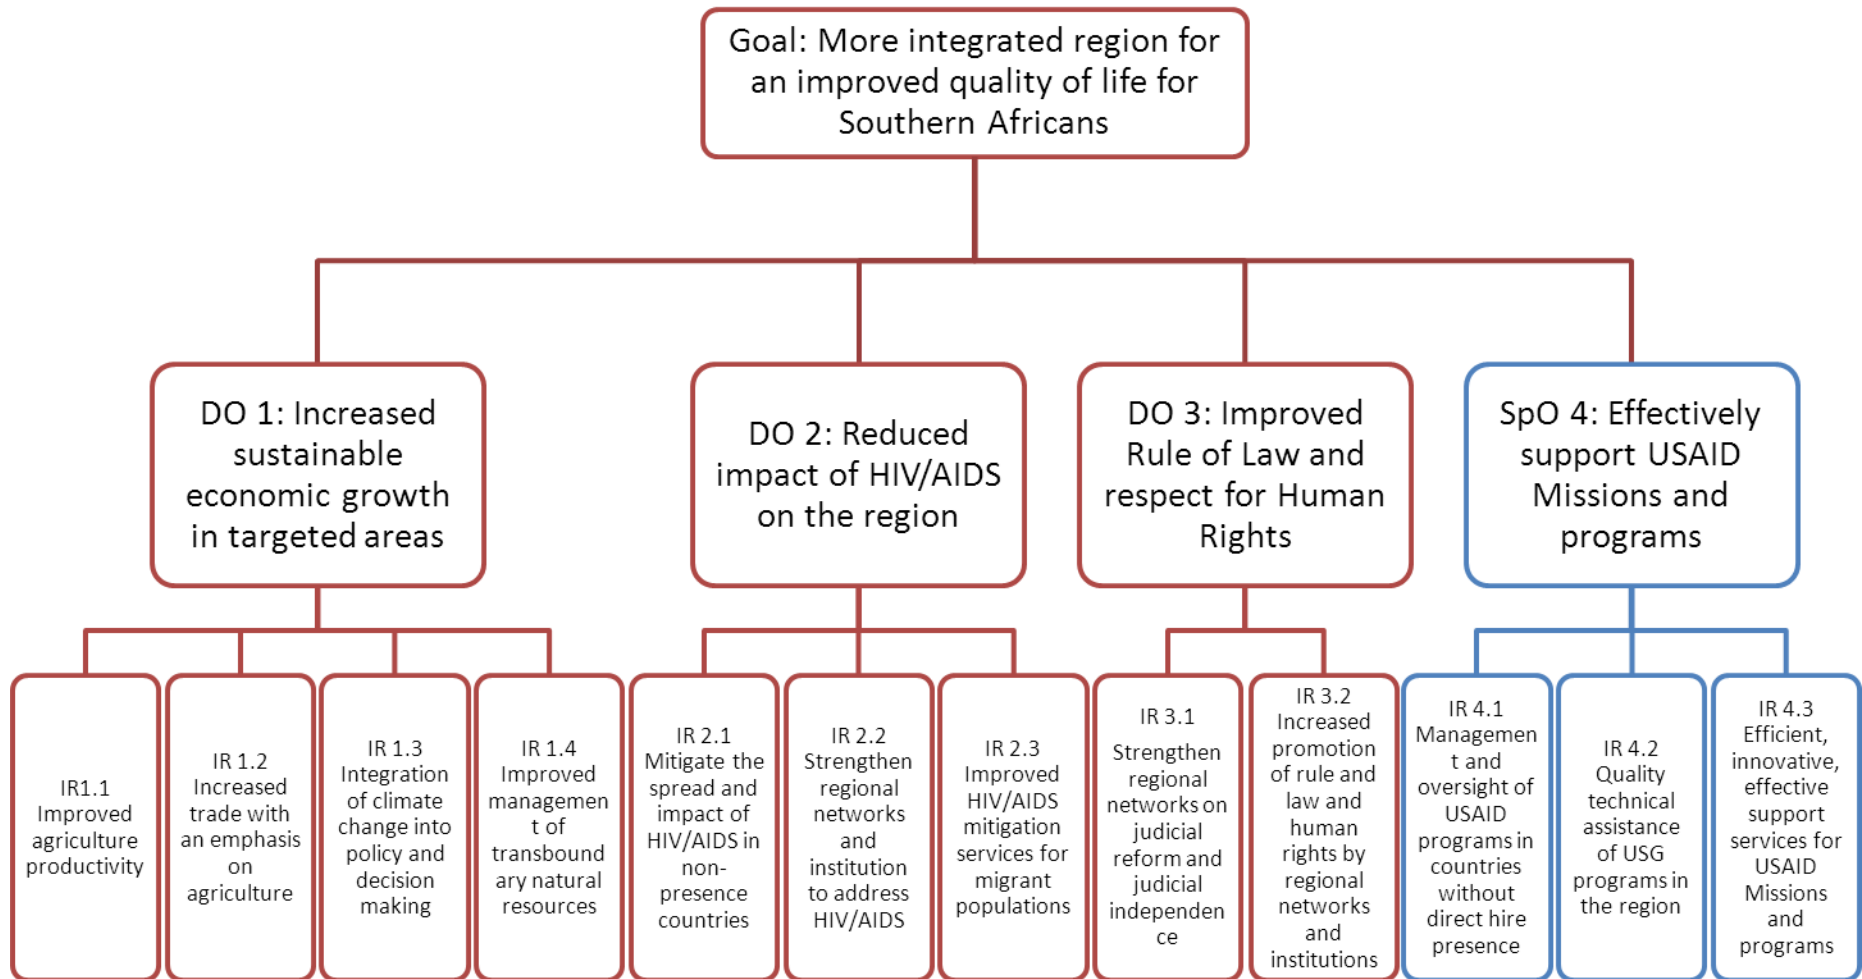 Goal: More integrated region for
an improved quality of life for
Southern Africans
DO 1: Increased
sustainable
economic growth
in targeted areas
DO 2: Reduced
impact of HIV/AIDS
on the region
DO 3: Improved
Rule of Law and
respect for Human
Rights
SpO 4: Effectively
support USAID
Missions and
programs
IR1.1
Improved
agriculture
productivity
IR 1.2
Increased
trade with
an emphasis
on
agriculture
IR 1.3
Integration
of climate
change into
policy and
decision
making
IR 1.4
Improved
managemen
t of
transbound
ary natural
resources
IR 2.1
Mitigate the
spread and
impact of
HIV/AIDS in
non-
presence
countries
IR 2.2
Strengthen
regional
networks
and
institution
to address
HIV/AIDS
IR 2.3
Improved
HIV/AIDS
mitigation
services for
migrant
populations
IR 3.1
Strengthen
regional
networks on
judicial
reform and
judicial
independen
ce
IR 3.2
Increased
promotion
of rule and
law and
human
rights by
regional
networks
and
institutions
IR 4.1
Managemen
t and
oversight of
USAID
programs in
countries
without
direct hire
presence
IR 4.2
Quality
technical
assistance
of USG
programs in
the region
IR 4.3
Efficient,
innovative,
effective
support
services for
USAID
Missions
and
programs